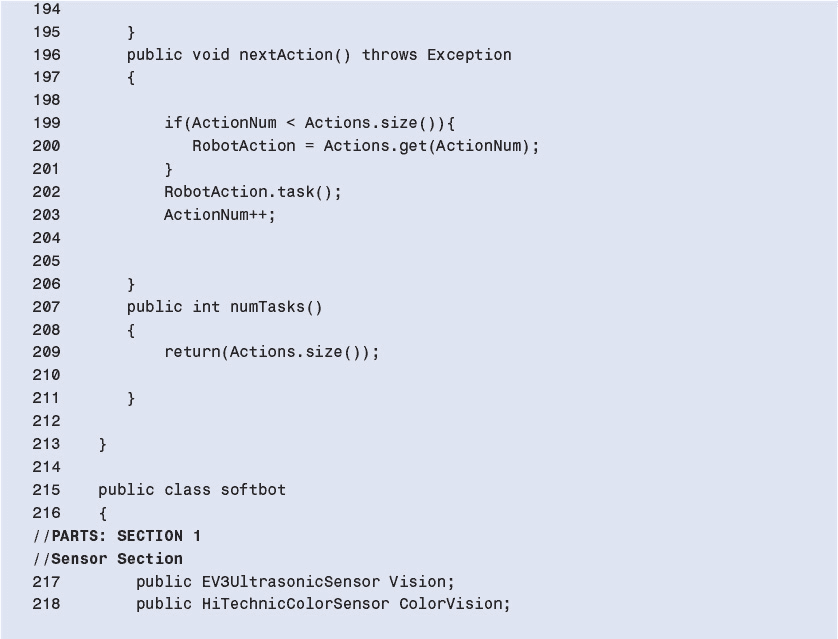 194
195       }
196       public void nextAction() throws Exception
197       {
198
199           if(ActionNum < Actions.size()){
200              RobotAction = Actions.get(ActionNum);
201           }
202           RobotAction.task();
203           ActionNum++;
204
205
206       }
207       public int numTasks()
208       {
209           return(Actions.size());
210
211       }
212
213    }
214
215    public class softbot
216    {
//PARTS: SECTION 1
//Sensor Section
217        public EV3UltrasonicSensor Vision;
218        public HiTechnicColorSensor ColorVision;